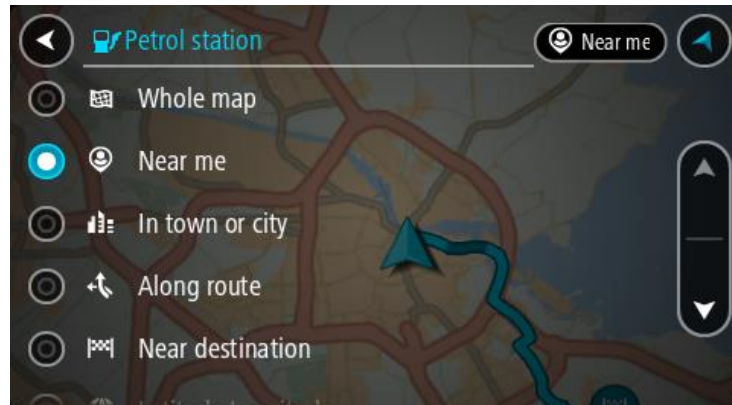 Petrol station
Near me
Whole map
Near me
In town or city
Along route
Near destination